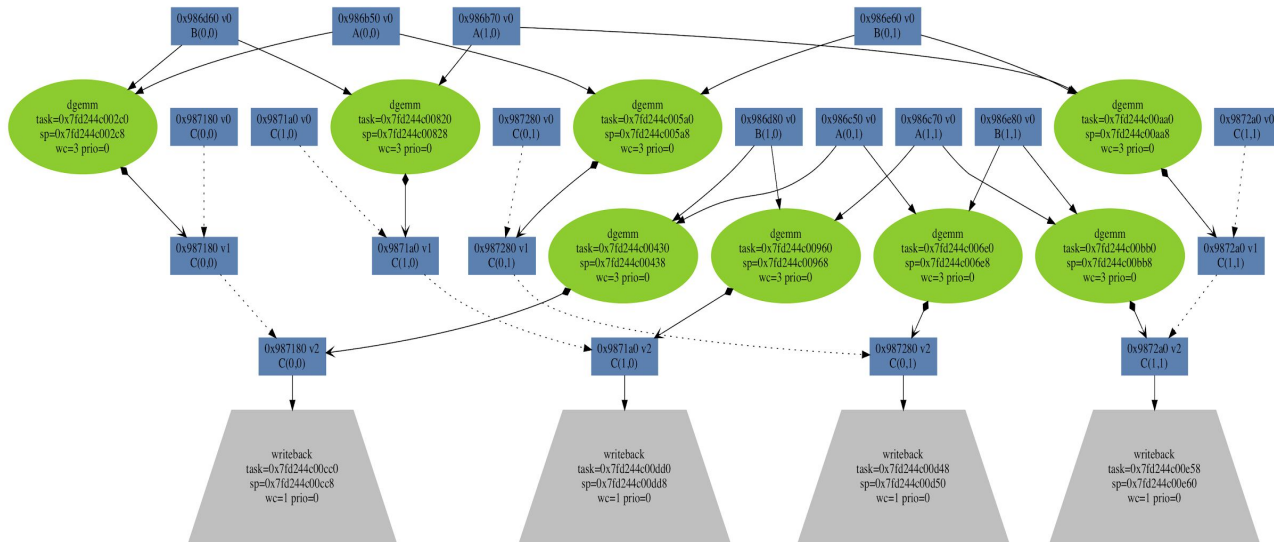 0x986d60 v0
B(0,0)
0x986b50 v0
A(0,0)
0x986b70 v0
A(1,0)
0x986e60 v0
B(0,1)
dgemm
task=0x7fd244c002c0
sp=0x7fd244c002c8
wc=3 prio=0
0x987180 v0
C(0,0)
0x9871a0 v0
C(1,0)
dgemm
task=0x7fd244c00820
sp=0x7fd244c00828
wc=3 prio=0
0x987280 v0
C(0,1)
dgemm
task=0x7fd244c005a0
sp=0x7fd244c005a8
wc=3 prio=0
0x986d80 v0
B(1,0)
0x986c50 v0
A(0,1)
0x986c70 v0
A(1,1)
0x986e80 v0
B(1,1)
dgemm
task=0x7fd244c00aa0
sp=0x7fd244c00aa8
wc=3 prio=0
0x9872a0 v0
C(1,1)
0x987180 v1
C(0,0)
0x9871a0 v1
C(1,0)
0x987280 v1
C(0,1)
dgemm
task=0x7fd244c00430
sp=0x7fd244c00438
wc=3 prio=0
dgemm
task=0x7fd244c00960
sp=0x7fd244c00968
wc=3 prio=0
dgemm
task=0x7fd244c006e0
sp=0x7fd244c006e8
wc=3 prio=0
dgemm
task=0x7fd244c00bb0
sp=0x7fd244c00bb8
wc=3 prio=0
0x9872a0 v1
C(1,1)
0x987180 v2
C(0,0)
0x9871a0 v2
C(1,0)
0x987280 v2
C(0,1)
0x9872a0 v2
C(1,1)
writeback
task=0x7fd244c00cc0
sp=0x7fd244c00cc8
wc=1 prio=0
writeback
task=0x7fd244c00dd0
sp=0x7fd244c00dd8
wc=1 prio=0
writeback
task=0x7fd244c00d48
sp=0x7fd244c00d50
wc=1 prio=0
writeback
task=0x7fd244c00e58
sp=0x7fd244c00e60
wc=1 prio=0